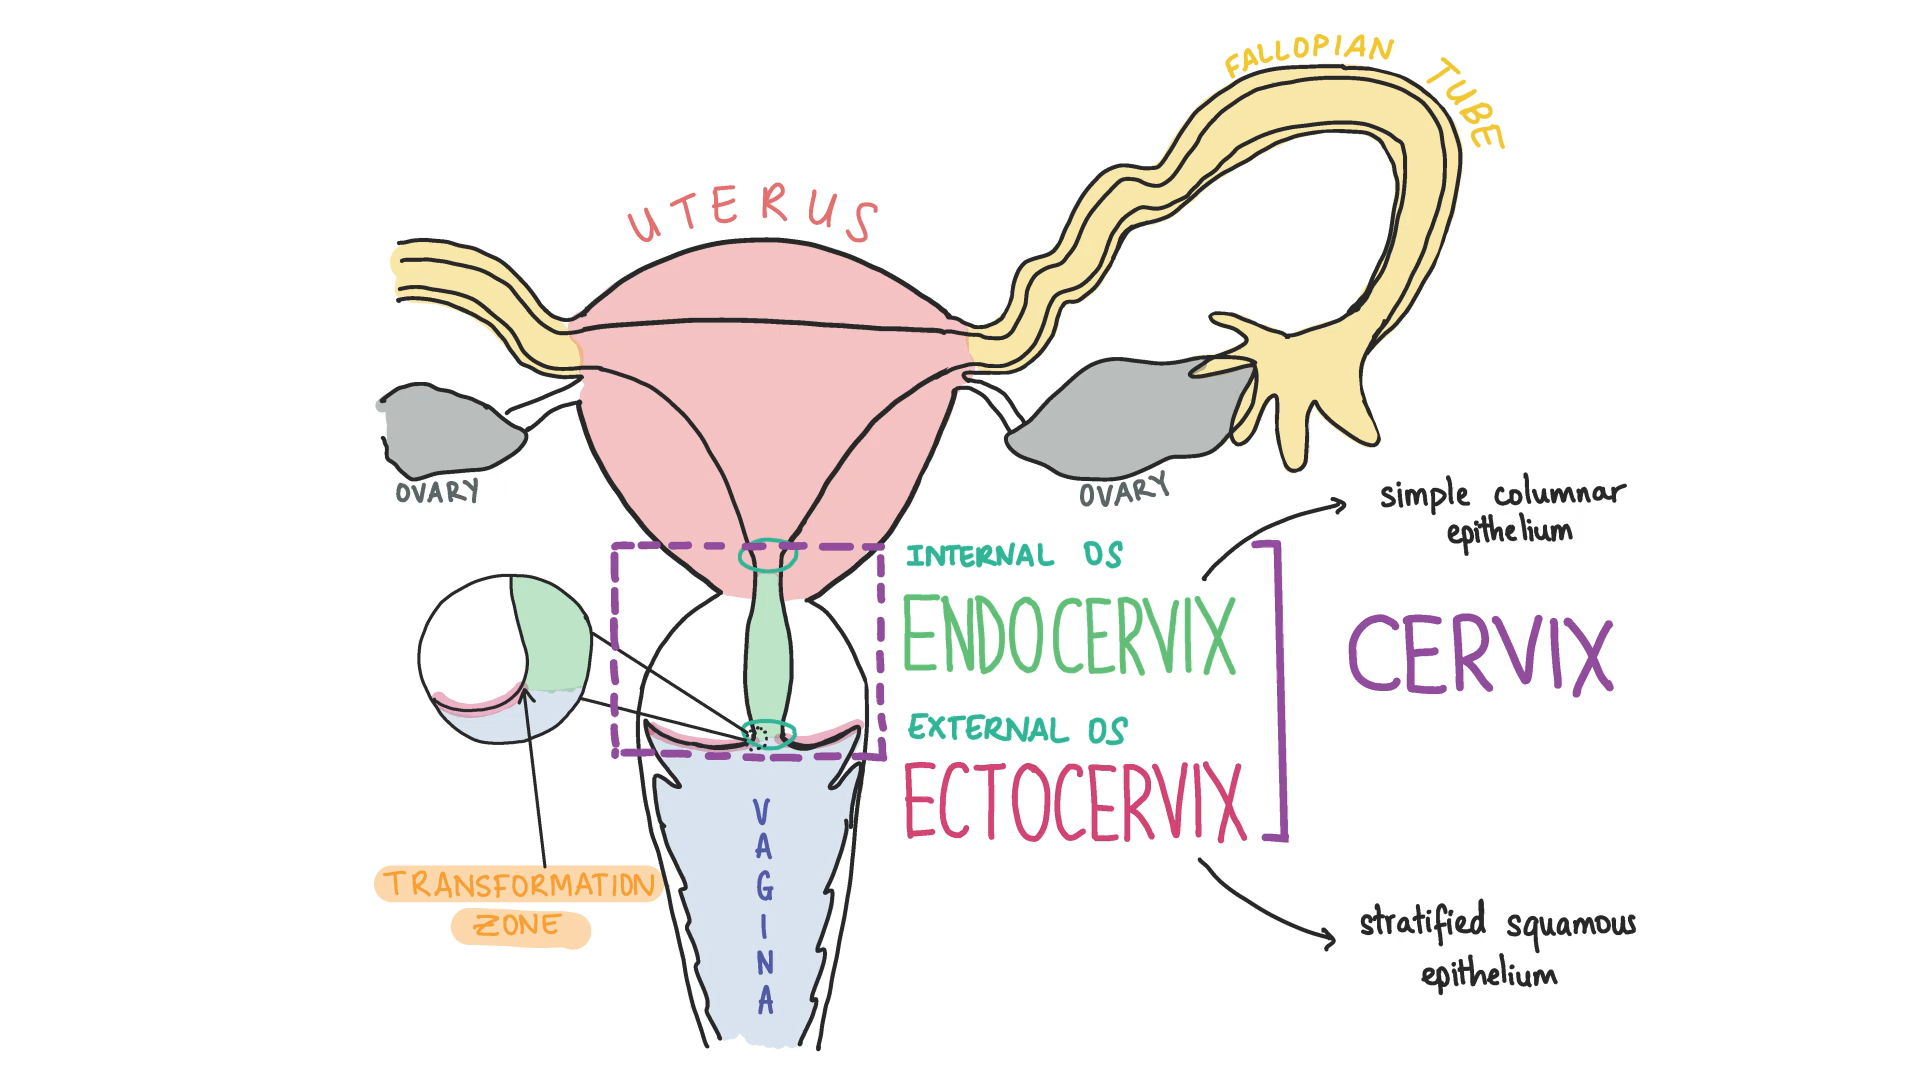 FALLOPIAN TUBE
UTERUS
OVARY
OVARY
simple columnar
epithelium
INTERNAL OS
ENDOCERVIX
CERVIX
EXTERNAL OS
ECTOCERVIX
VAGINA
TRANSFORMATION
ZONE
stratified squamous
epithelium